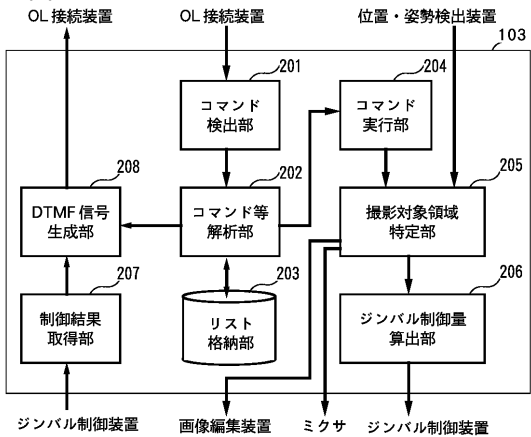 OL 接続装置
OL 接続装置
位置・姿勢検出装置
103
201
コマンド
検出部
204
コマンド
実行部
208
DTMF 信号
生成部
202
コマンド等
解析部
205
撮影対象領域
特定部
207
制御結果
取得部
203
リスト
格納部
206
ジンバル制御量
算出部
ジンバル制御装置
画像編集装置
ミクサ
ジンバル制御装置